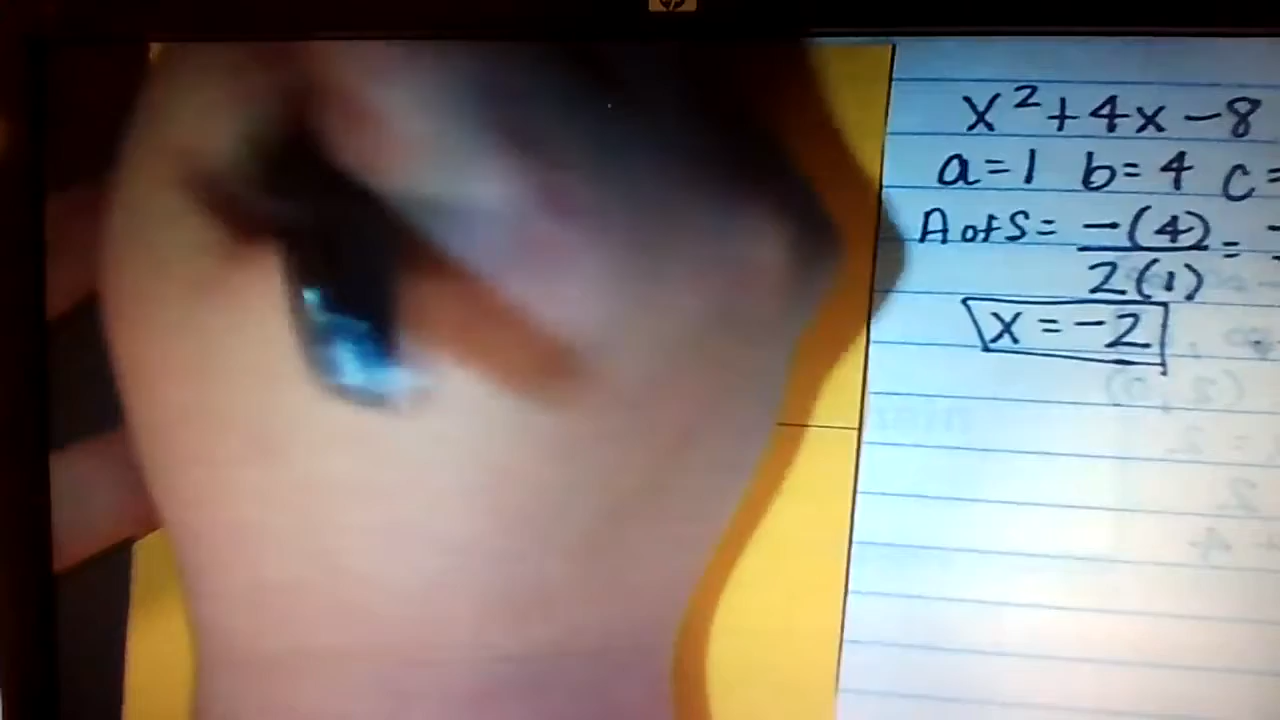 x²+4x-8
a=1 b=4 c=
A of S = -(4)/2(1) = -
x = -2